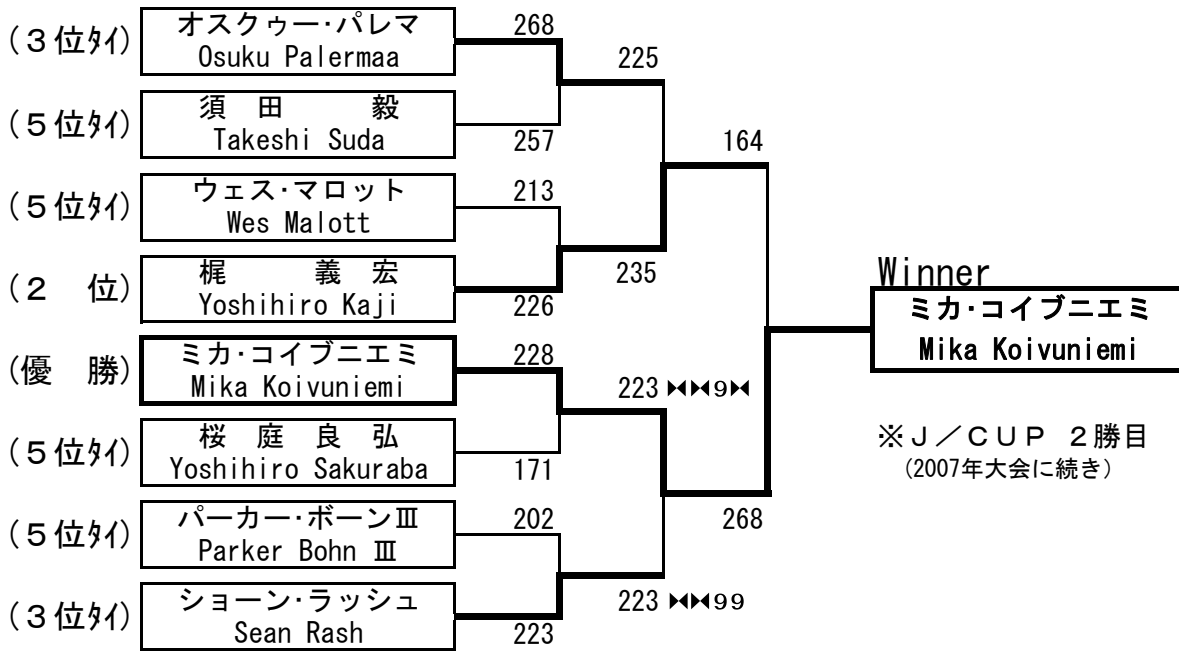 (３位ﾀｲ)
オスクゥー･パレマ
Osuku Palermaa
268
225
(５位ﾀｲ)
須　田　　　毅
Takeshi Suda
257
164
(５位ﾀｲ)
ウェス･マロット
Wes Malott
213
(２　位)
梶　　　義　宏
Yoshihiro Kaji
226
235
Winner
ミカ･コイブニエミ
Mika Koivuniemi
(優　勝)
ミカ･コイブニエミ
Mika Koivuniemi
228
223 ⧓⧓9⧓
※Ｊ／ＣＵＰ　２勝目
(2007年大会に続き)
(５位ﾀｲ)
桜　庭　良　弘
Yoshihiro Sakuraba
171
268
(５位ﾀｲ)
パーカー･ボーンⅢ
Parker Bohn Ⅲ
202
(３位ﾀｲ)
ショーン･ラッシュ
Sean Rash
223
223 ⧓⧓99